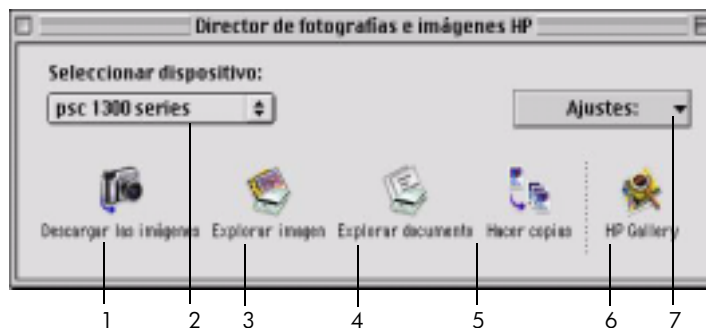 Director de fotografías e imágenes HP
Seleccionar dispositivo:
psc 1300 series
Ajustes:
Descargar las imágenes
Explorar imagen
Explorar documento
Hacer copias
HP Gallery
1 2 3 4 5 6 7